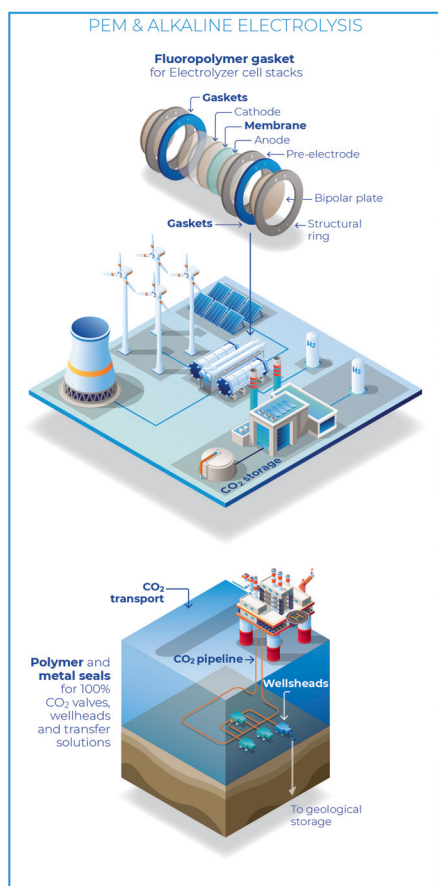 PEM & ALKALINE ELECTROLYSIS
Fluoropolymer gasket
for Electrolyzer cell stacks
Gaskets
Cathode
Membrane
Anode
Pre-electrode
Bipolar plate
Gaskets
Structural
ring
H₂
H₂
CO₂ storage
CO₂
transport
CO₂ pipeline
Polymer and
metal seals
for 100%
CO₂ valves,
wellheads
and transfer
solutions
Wellsheads
To geological
storage